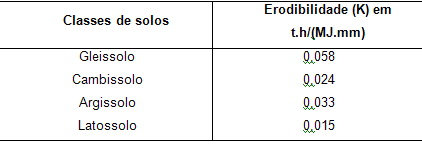 Classes de solos Erodibilidade (K) em
t.h/(MJ.mm)
Gleissolo 0,058
Cambissolo 0,024
Argissolo 0,033
Latossolo 0,015